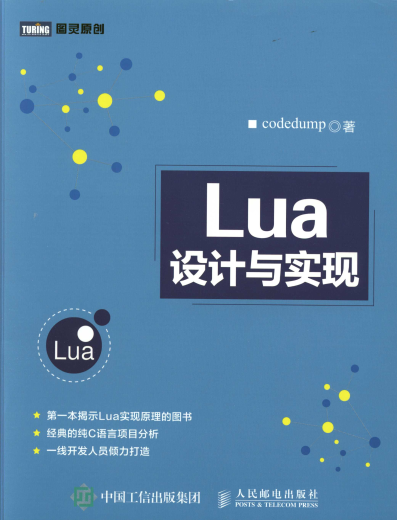 TURING 图灵原创
codedump◎著
Lua
设计与实现
Lua
第一本揭示Lua实现原理的图书
经典的纯C语言项目分析
一线开发人员倾力打造
中国工信出版集团
人民邮电出版社
POSTS & TELECOM PRESS